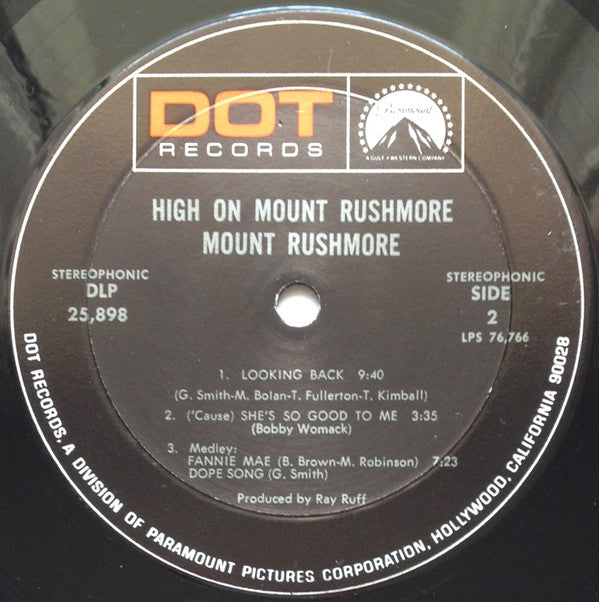 DOT
RECORDS
Paramount
A GULF + WESTERN COMPANY
HIGH ON MOUNT RUSHMORE
MOUNT RUSHMORE
STEREOPHONIC
DLP
25,898
STEREOPHONIC
SIDE
2
LPS 76,766
1. LOOKING BACK 9:40
(G. Smith-M. Bolan-T. Fullerton-T. Kimball)
2. ('Cause) SHE'S SO GOOD TO ME 3:35
(Bobby Womack)
3. Medley:
FANNIE MAE (B. Brown-M. Robinson) 7:23
DOPE SONG (G. Smith)
Produced by Ray Ruff
DOT RECORDS, A DIVISION OF PARAMOUNT PICTURES CORPORATION, HOLLYWOOD, CALIFORNIA 90028